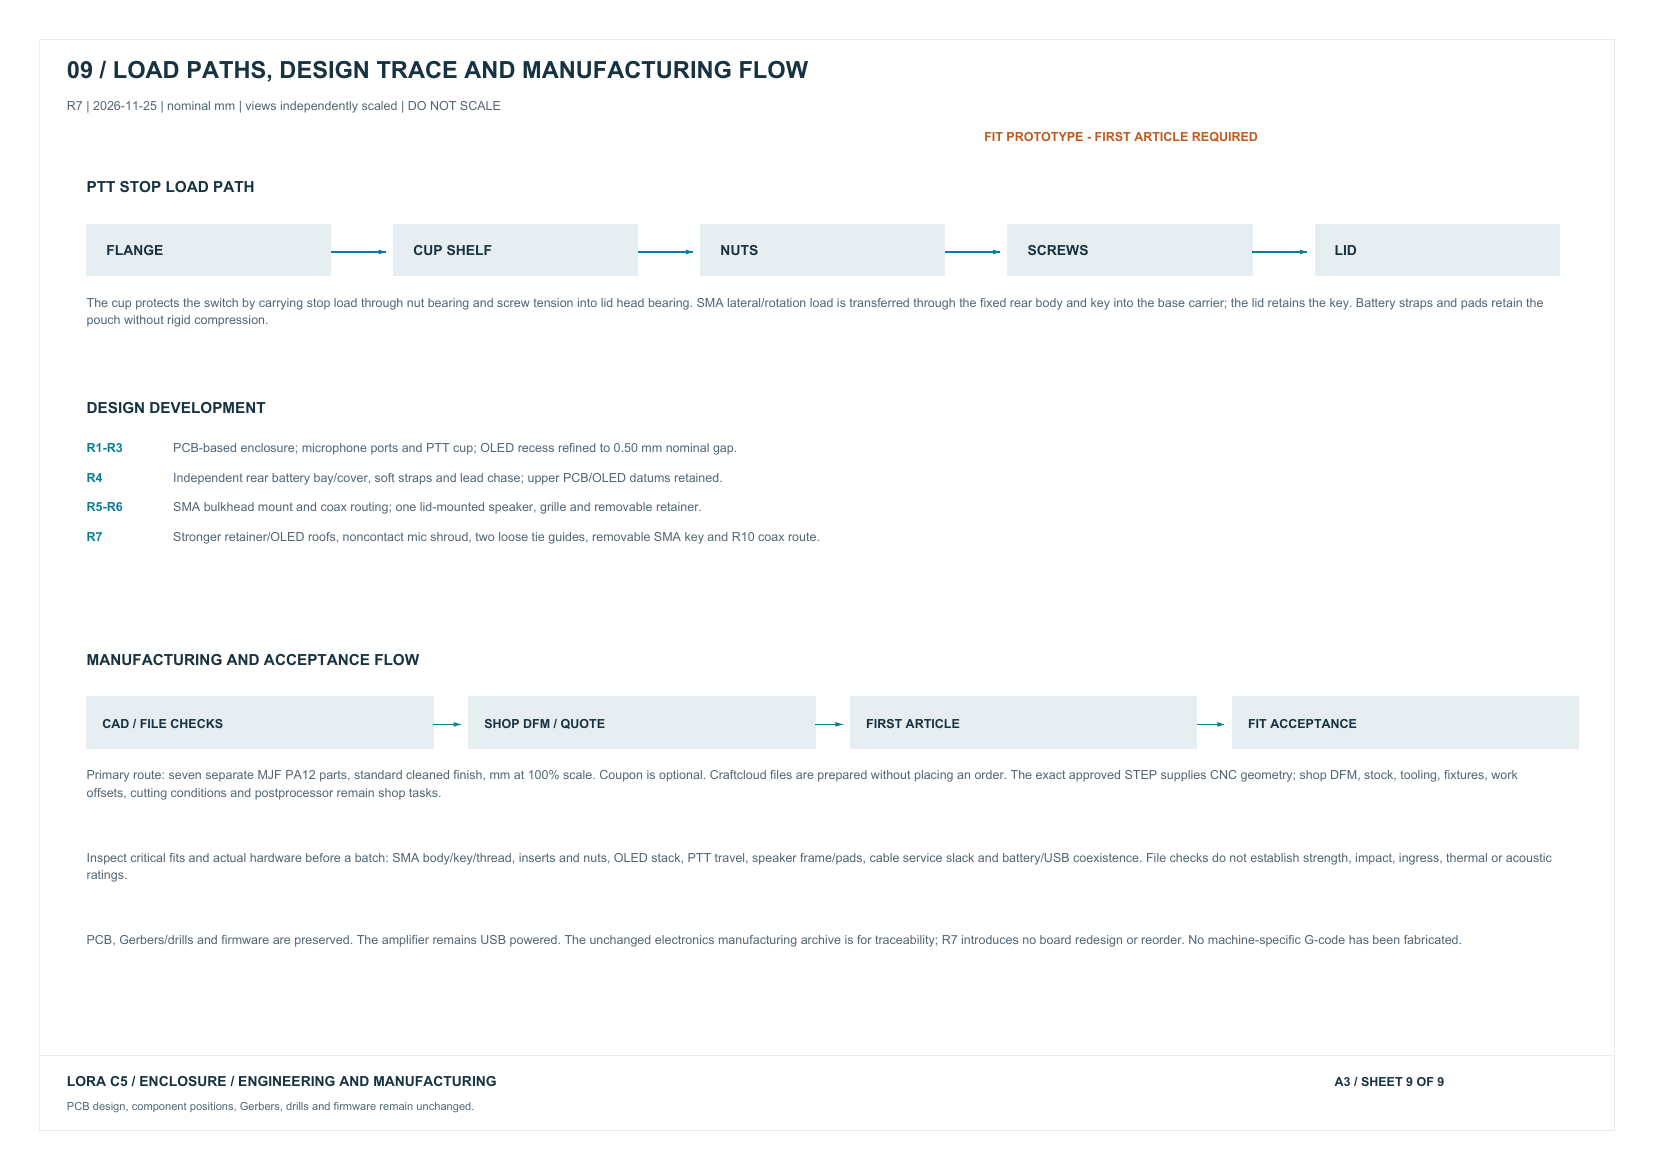 09 / LOAD PATHS, DESIGN TRACE AND MANUFACTURING FLOW
R7 | 2026-11-25 | nominal mm | views independently scaled | DO NOT SCALE
FIT PROTOTYPE - FIRST ARTICLE REQUIRED
PTT STOP LOAD PATH
FLANGE
CUP SHELF
NUTS
SCREWS
LID
The cup protects the switch by carrying stop load through nut bearing and screw tension into lid head bearing. SMA lateral/rotation load is transferred through the fixed rear body and key into the base carrier; the lid retains the key. Battery straps and pads retain the
pouch without rigid compression.
DESIGN DEVELOPMENT
R1-R3 PCB-based enclosure; microphone ports and PTT cup; OLED recess refined to 0.50 mm nominal gap.
R4 Independent rear battery bay/cover, soft straps and lead chase; upper PCB/OLED datums retained.
R5-R6 SMA bulkhead mount and coax routing; one lid-mounted speaker, grille and removable retainer.
R7 Stronger retainer/OLED roofs, noncontact mic shroud, two loose tie guides, removable SMA key and R10 coax route.
MANUFACTURING AND ACCEPTANCE FLOW
CAD / FILE CHECKS
SHOP DFM / QUOTE
FIRST ARTICLE
FIT ACCEPTANCE
Primary route: seven separate MJF PA12 parts, standard cleaned finish, mm at 100% scale. Coupon is optional. Craftcloud files are prepared without placing an order. The exact approved STEP supplies CNC geometry; shop DFM, stock, tooling, fixtures, work
offsets, cutting conditions and postprocessor remain shop tasks.
Inspect critical fits and actual hardware before a batch: SMA body/key/thread, inserts and nuts, OLED stack, PTT travel, speaker frame/pads, cable service slack and battery/USB coexistence. File checks do not establish strength, impact, ingress, thermal or acoustic
ratings.
PCB, Gerbers/drills and firmware are preserved. The amplifier remains USB powered. The unchanged electronics manufacturing archive is for traceability; R7 introduces no board redesign or reorder. No machine-specific G-code has been fabricated.
LORA C5 / ENCLOSURE / ENGINEERING AND MANUFACTURING
A3 / SHEET 9 OF 9
PCB design, component positions, Gerbers, drills and firmware remain unchanged.